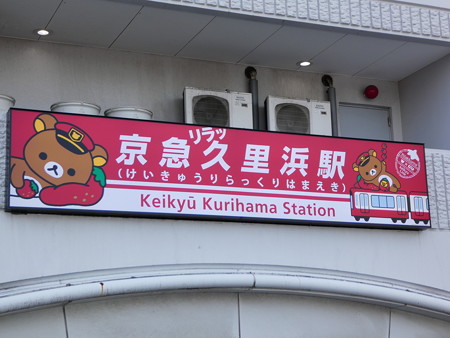 リラッ
京急久里浜駅
(けいきゅうりらっくりはまえき)
Keikyū Kurihama Station